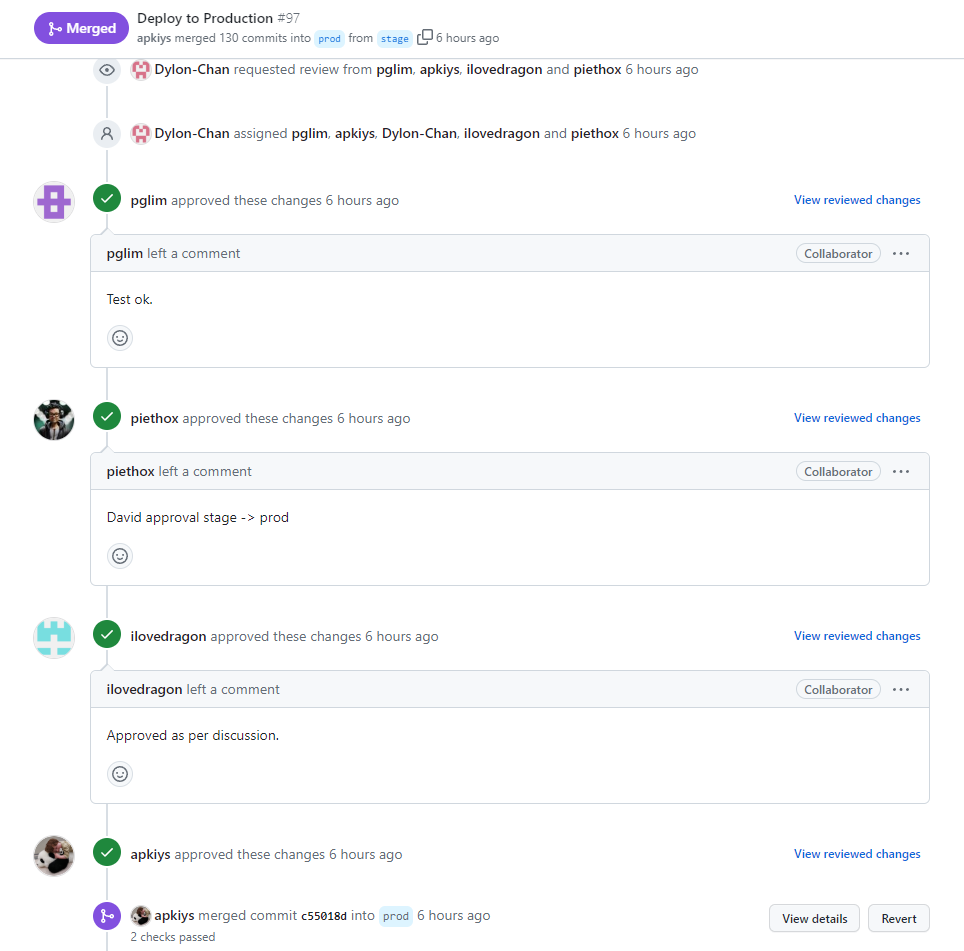 Merged
Deploy to Production #97
apkiys merged 130 commits into prod from stage 6 hours ago
Dylon-Chan requested review from pglim, apkiys, ilovedragon and piethox 6 hours ago
Dylon-Chan assigned pglim, apkiys, Dylon-Chan, ilovedragon and piethox 6 hours ago
pglim approved these changes 6 hours ago View reviewed changes
pglim left a comment Collaborator ...
Test ok.
piethox approved these changes 6 hours ago View reviewed changes
piethox left a comment Collaborator ...
David approval stage -> prod
ilovedragon approved these changes 6 hours ago View reviewed changes
ilovedragon left a comment Collaborator ...
Approved as per discussion.
apkiys approved these changes 6 hours ago View reviewed changes
apkiys merged commit c55018d into prod 6 hours ago View details Revert
2 checks passed